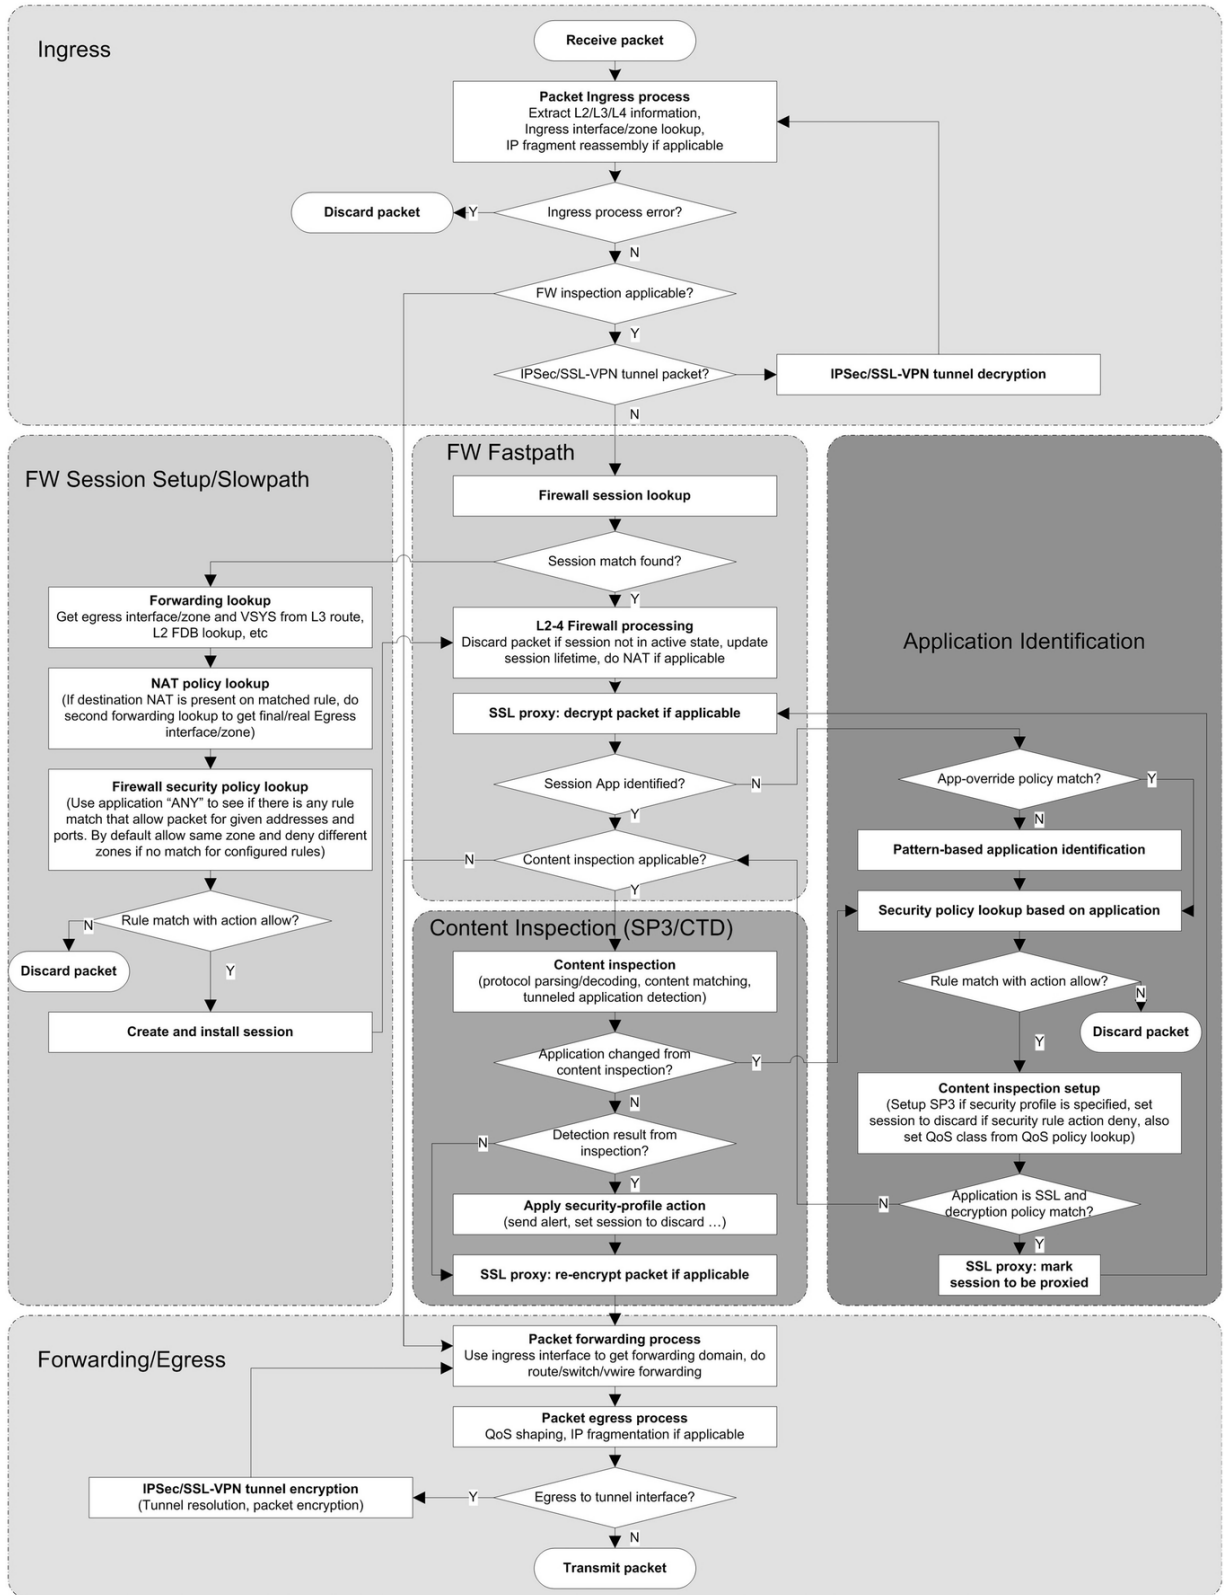 Ingress
Receive packet
Packet Ingress process
Extract L2/L3/L4 information,
Ingress interface/zone lookup,
IP fragment reassembly if applicable
Ingress process error?
Y
Discard packet
N
FW inspection applicable?
Y
IPSec/SSL-VPN tunnel packet?
IPSec/SSL-VPN tunnel decryption
N
FW Session Setup/Slowpath
Forwarding lookup
Get egress interface/zone and VSYS from L3 route,
L2 FDB lookup, etc
NAT policy lookup
(If destination NAT is present on matched rule, do
second forwarding lookup to get final/real Egress
interface/zone)
Firewall security policy lookup
(Use application “ANY” to see if there is any rule
match that allow packet for given addresses and
ports. By default allow same zone and deny different
zones if no match for configured rules)
Rule match with action allow?
N
Discard packet
Y
Create and install session
FW Fastpath
Firewall session lookup
Session match found?
Y
L2-4 Firewall processing
Discard packet if session not in active state, update
session lifetime, do NAT if applicable
SSL proxy: decrypt packet if applicable
Session App identified?
N
Y
Content inspection applicable?
N
Y
Content Inspection (SP3/CTD)
Content inspection
(protocol parsing/decoding, content matching,
tunneled application detection)
Application changed from
content inspection?
Y
N
Detection result from
inspection?
N
Y
Apply security-profile action
(send alert, set session to discard …)
SSL proxy: re-encrypt packet if applicable
Application Identification
App-override policy match?
Y
N
Pattern-based application identification
Security policy lookup based on application
Rule match with action allow?
N
Discard packet
Y
Content inspection setup
(Setup SP3 if security profile is specified, set
session to discard if security rule action deny, also
set QoS class from QoS policy lookup)
Application is SSL and
decryption policy match?
N
Y
SSL proxy: mark
session to be proxied
Forwarding/Egress
Packet forwarding process
Use ingress interface to get forwarding domain, do
route/switch/vwire forwarding
Packet egress process
QoS shaping, IP fragmentation if applicable
Egress to tunnel interface?
Y
IPSec/SSL-VPN tunnel encryption
(Tunnel resolution, packet encryption)
N
Transmit packet